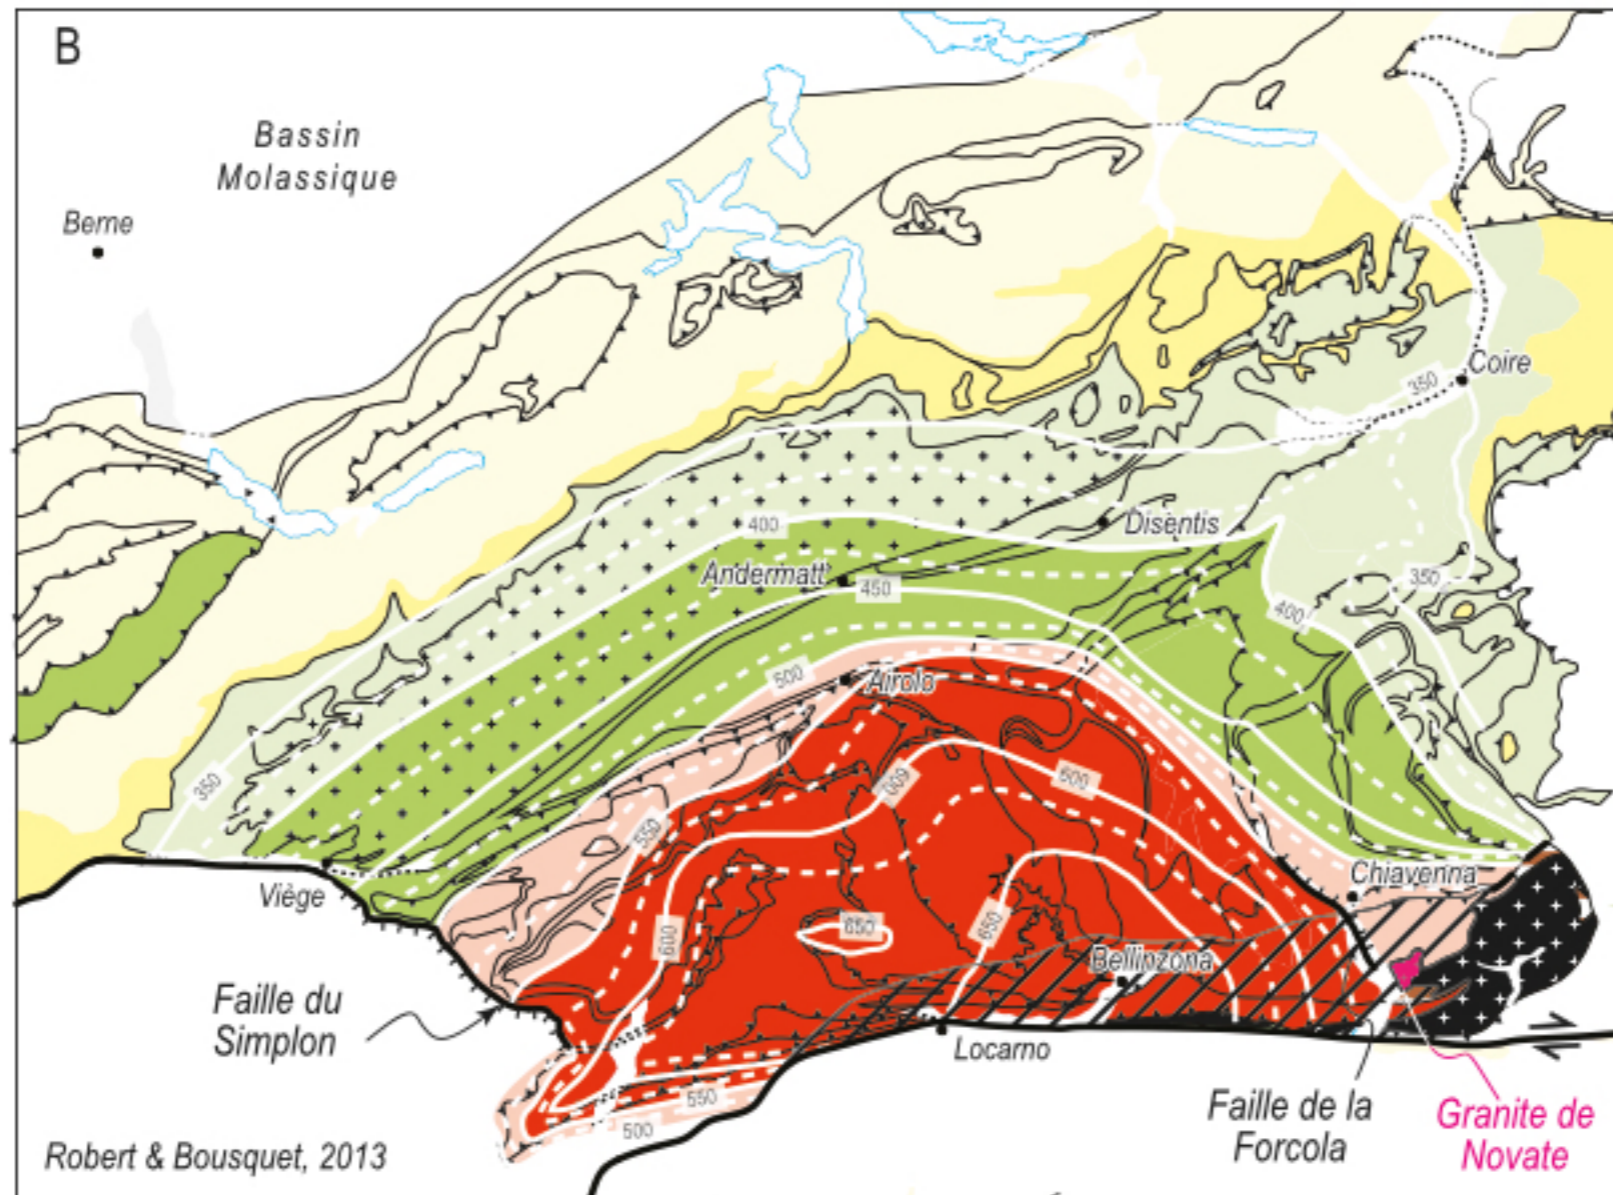 B
Bassin
Molassique
Berne
Coire
350
Disentis
400
Andermatt
450
350
400
500
Airolo
350
550
600
600
600
650
650
Chiavenna
Viège
Bellinzona
Faille du
Simplon
Locarno
550
500
Faille de la
Forcola
Granite de
Novate
Robert & Bousquet, 2013